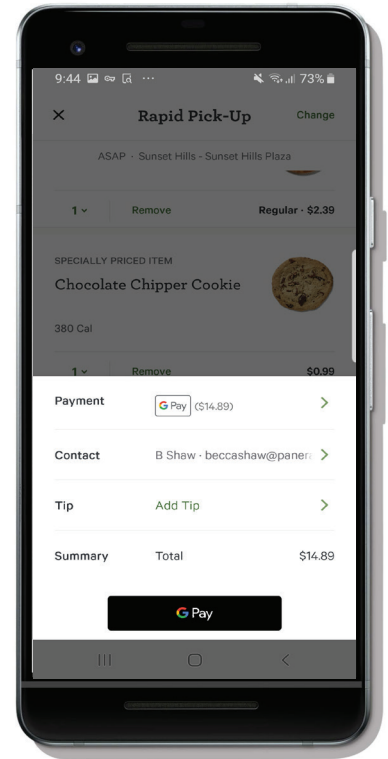 9:44 73%
Rapid Pick-Up Change
ASAP · Sunset Hills - Sunset Hills Plaza
1 Remove Regular · $2.39
SPECIALLY PRICED ITEM
Chocolate Chipper Cookie
380 Cal
1 Remove $0.99
Payment G Pay ($14.89)
Contact B Shaw · beccashaw@panera
Tip Add Tip
Summary Total $14.89
G Pay